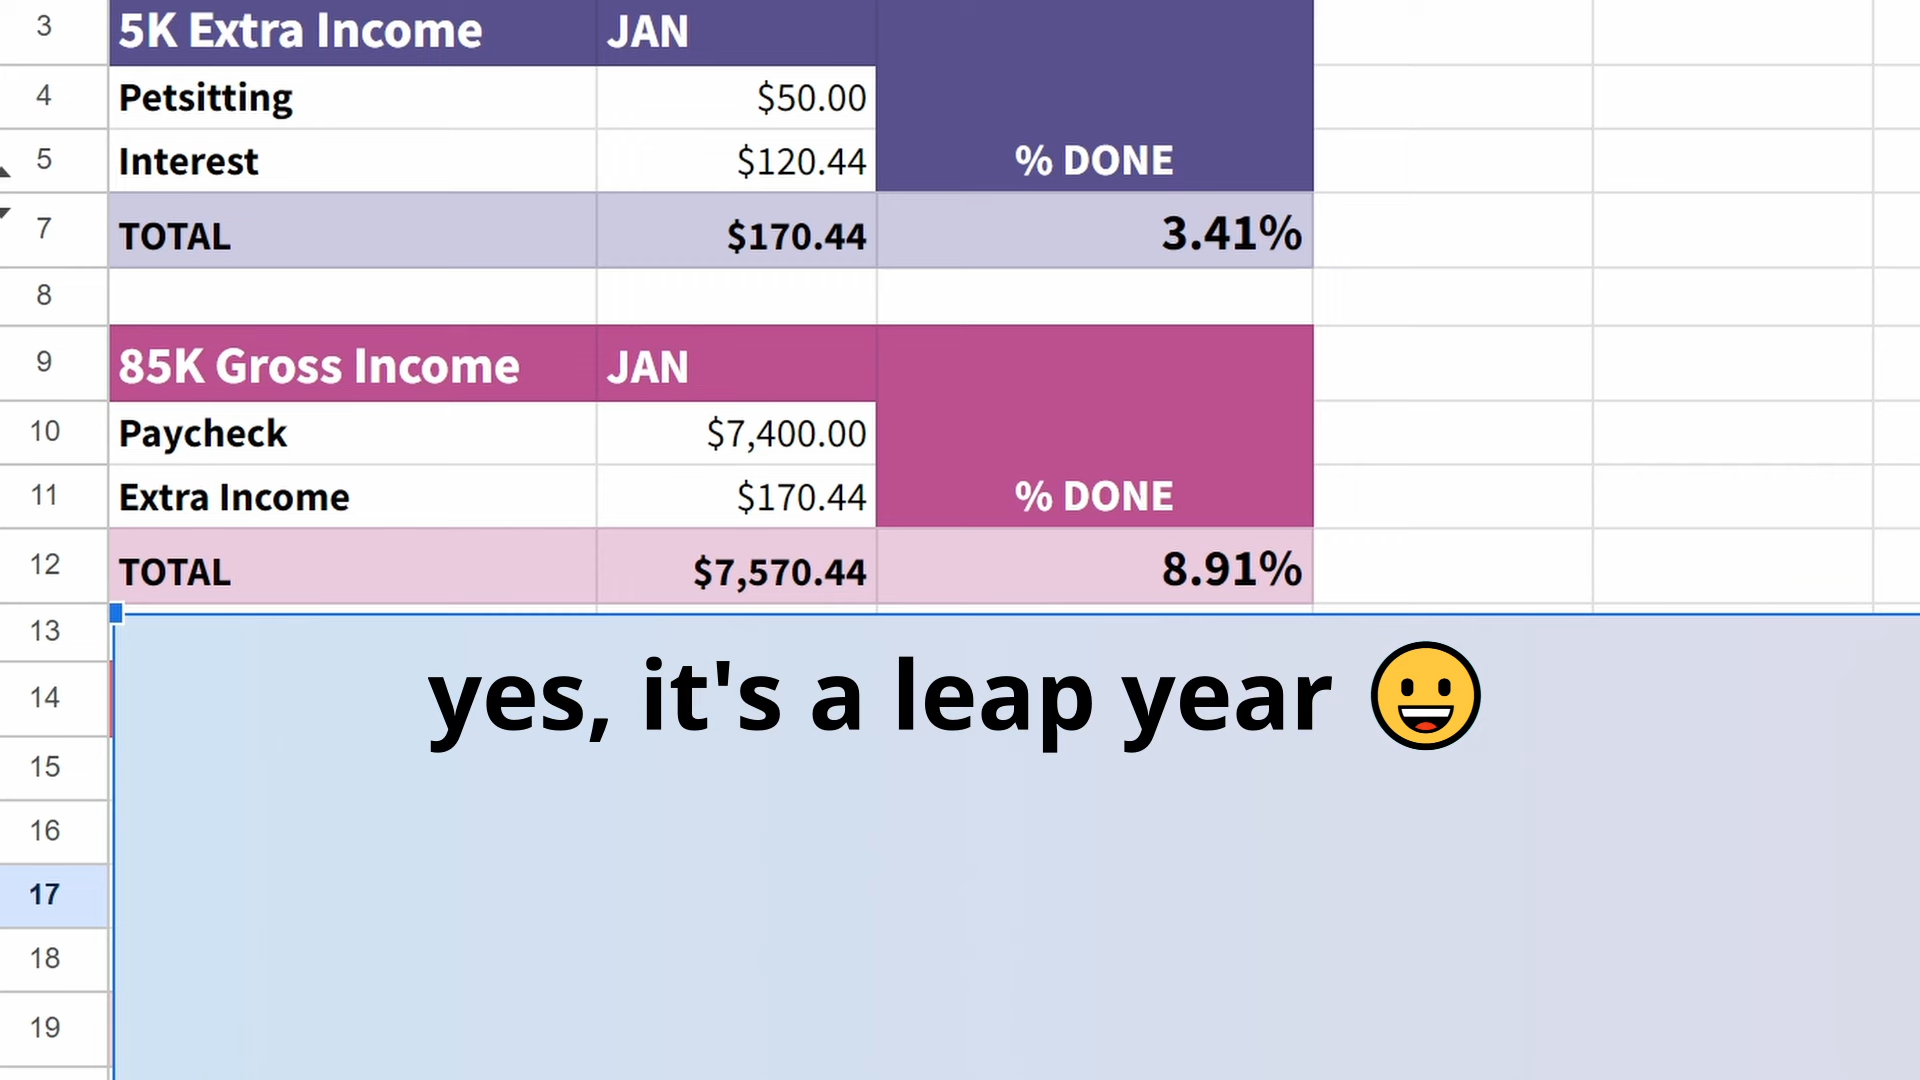 3 5K Extra Income JAN
4 Petsitting $50.00
5 Interest $120.44 % DONE
7 TOTAL $170.44 3.41%
8
9 85K Gross Income JAN
10 Paycheck $7,400.00
11 Extra Income $170.44 % DONE
12 TOTAL $7,570.44 8.91%
13
14 yes, it's a leap year 😀
15
16
17
18
19